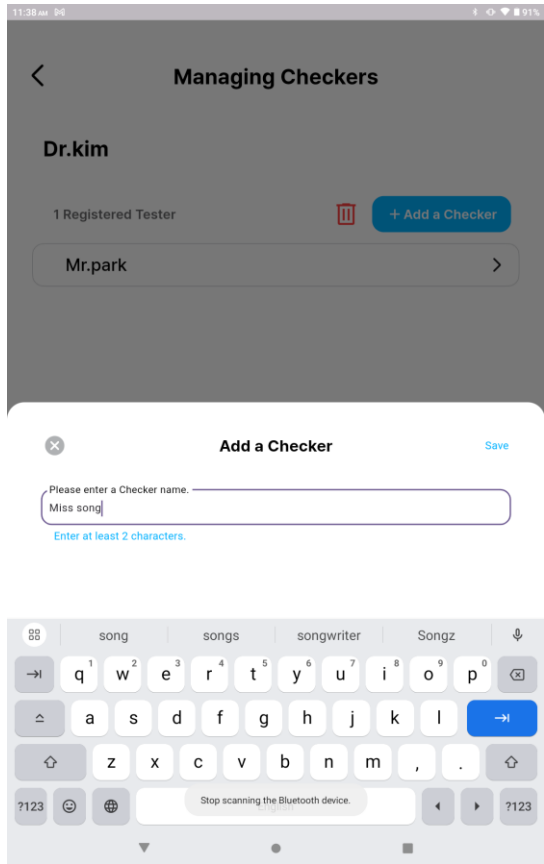 11:38 AM
91%
Managing Checkers
Dr.kim
1 Registered Tester
+ Add a Checker
Mr.park
Add a Checker
Save
Please enter a Checker name.
Miss song
Enter at least 2 characters.
song songs songwriter Songz
q 1 w 2 e 3 r 4 t 5 y 6 u 7 i 8 o 9 p 0
a s d f g h j k l
z x c v b n m , .
?123 ?123
Stop scanning the Bluetooth device.